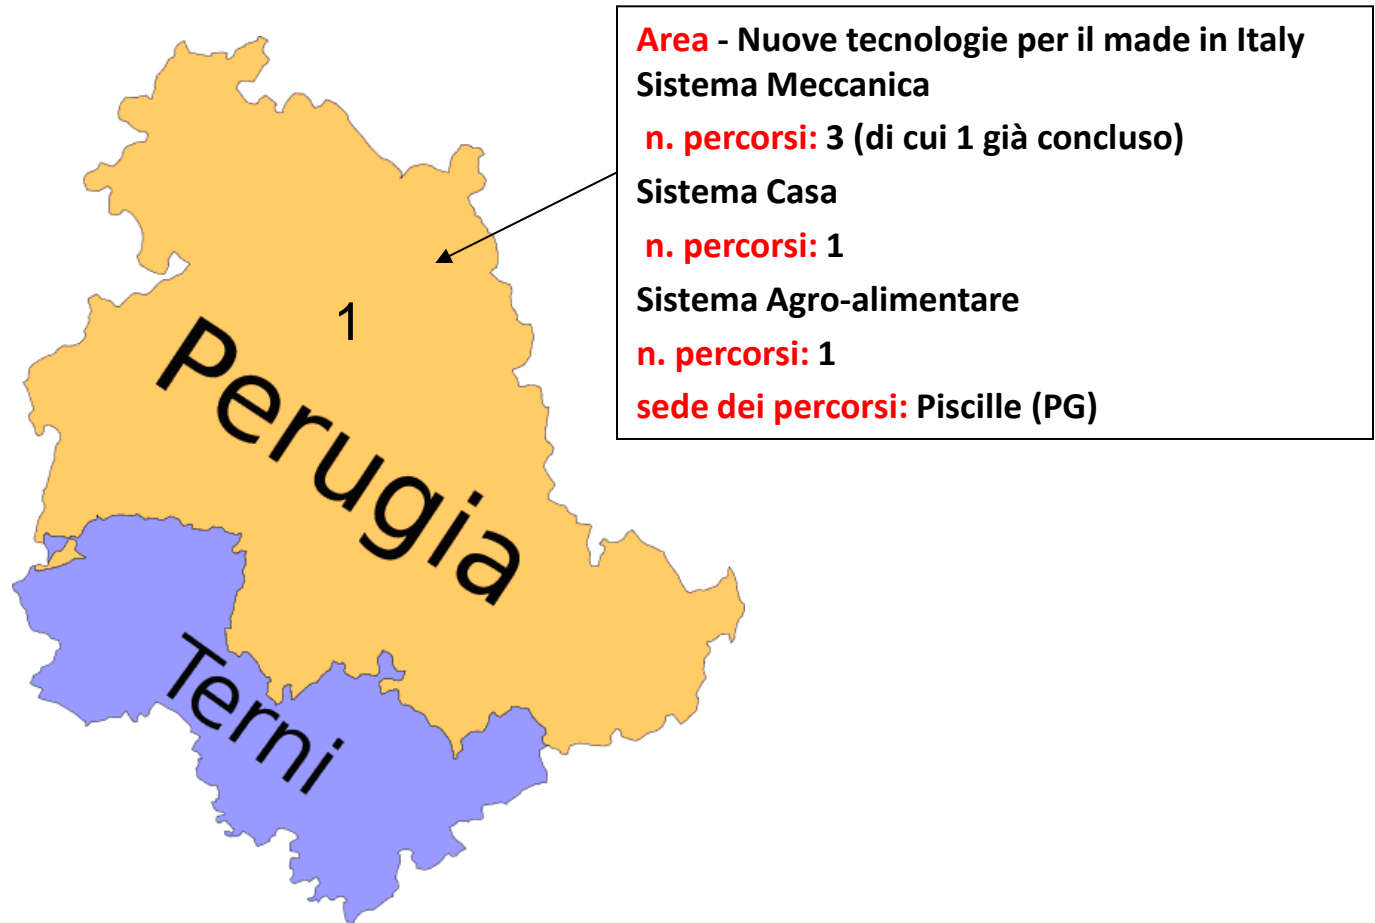 Area - Nuove tecnologie per il made in Italy
Sistema Meccanica
n. percorsi: 3 (di cui 1 già concluso)
Sistema Casa
n. percorsi: 1
Sistema Agro-alimentare
n. percorsi: 1
sede dei percorsi: Piscille (PG)
1
Perugia
Terni